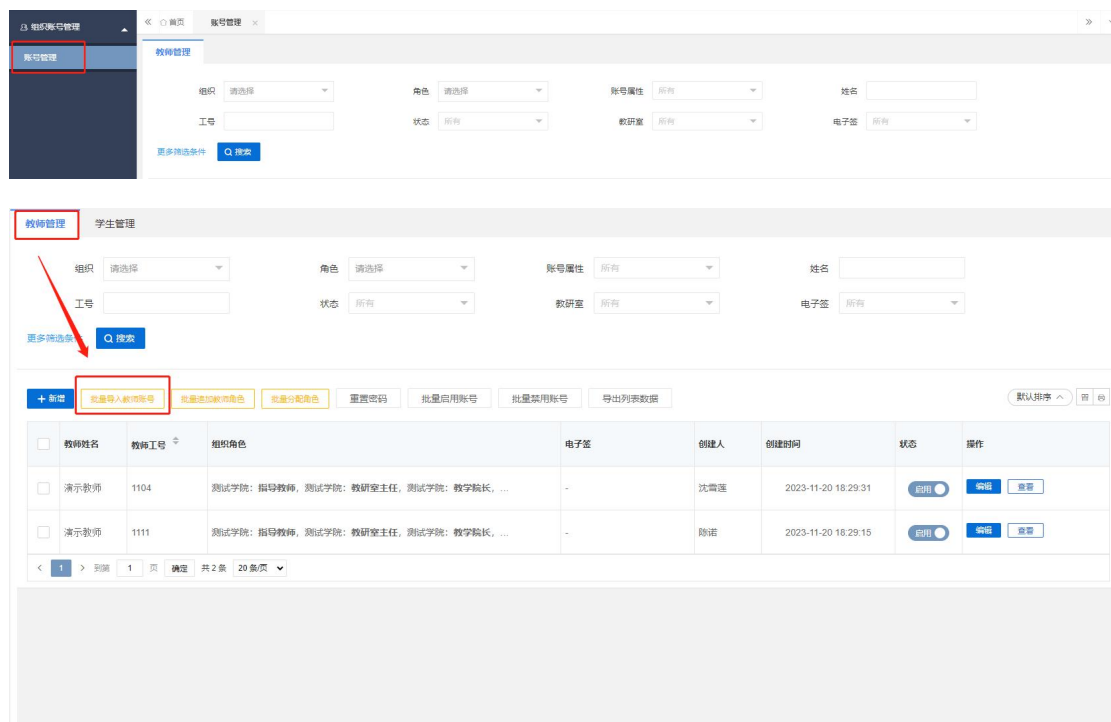 组织账号管理 首页 账号管理
账号管理
教师管理
组织 请选择 角色 请选择 账号属性 所有 姓名
工号 状态 所有 教研室 所有 电子签 所有
更多筛选条件 搜索
教师管理 学生管理
组织 请选择 角色 请选择 账号属性 所有 姓名
工号 状态 所有 教研室 所有 电子签 所有
更多筛选条件 搜索
+ 新增 批量导入教师账号 批量追加教师角色 批量分配角色 重置密码 批量启用账号 批量禁用账号 导出列表数据 默认排序
教师姓名 教师工号 组织角色 电子签 创建人 创建时间 状态 操作
演示教师 1104 测试学院：指导教师，测试学院：教研室主任，测试学院：教学院长，... - 沈雪莲 2023-11-20 18:29:31 启用 编辑 查看
演示教师 1111 测试学院：指导教师，测试学院：教研室主任，测试学院：教学院长，... - 陈诺 2023-11-20 18:29:15 启用 编辑 查看
< 1 > 到第 1 页 确定 共 2 条 20 条/页